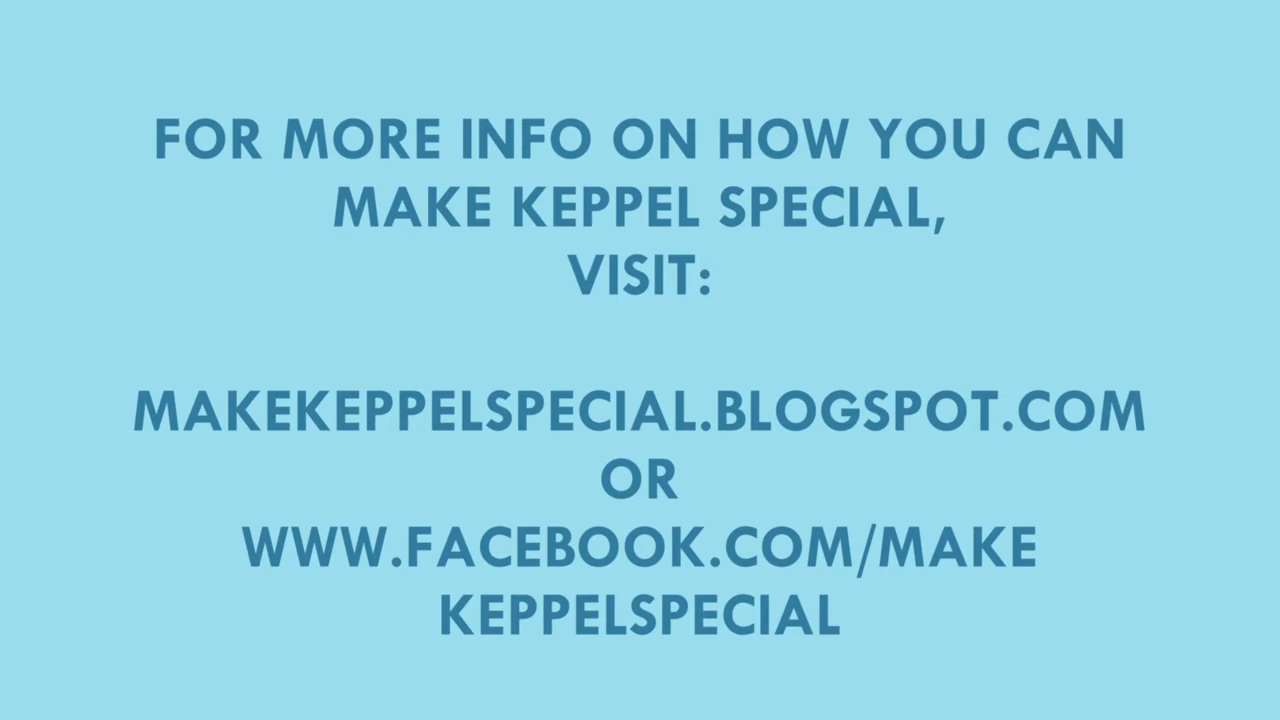 FOR MORE INFO ON HOW YOU CAN
MAKE KEPPEL SPECIAL,
VISIT:
MAKEKEPPELSPECIAL.BLOGSPOT.COM
OR
WWW.FACEBOOK.COM/MAKE
KEPPELSPECIAL